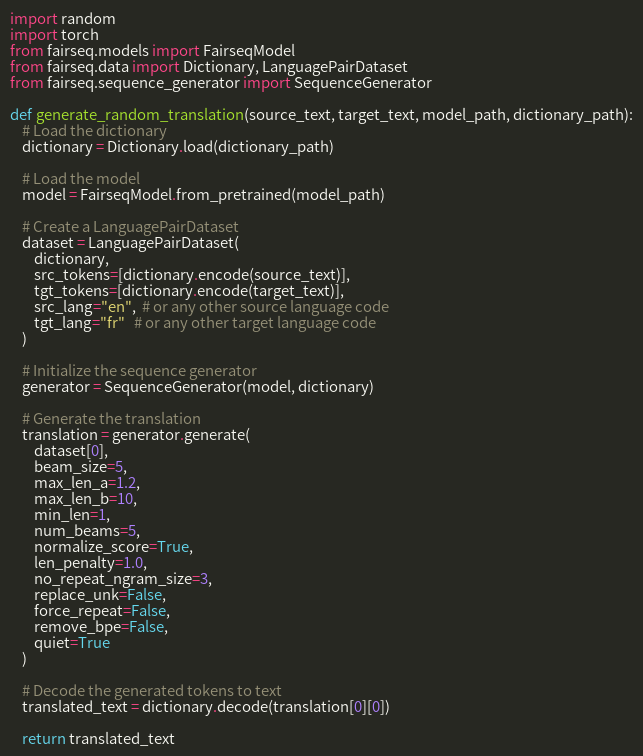 import random
import torch
from fairseq.models import FairseqModel
from fairseq.data import Dictionary, LanguagePairDataset
from fairseq.sequence_generator import SequenceGenerator

def generate_random_translation(source_text, target_text, model_path, dictionary_path):
    # Load the dictionary
    dictionary = Dictionary.load(dictionary_path)

    # Load the model
    model = FairseqModel.from_pretrained(model_path)

    # Create a LanguagePairDataset
    dataset = LanguagePairDataset(
        dictionary,
        src_tokens=[dictionary.encode(source_text)],
        tgt_tokens=[dictionary.encode(target_text)],
        src_lang="en",  # or any other source language code
        tgt_lang="fr"  # or any other target language code
    )

    # Initialize the sequence generator
    generator = SequenceGenerator(model, dictionary)

    # Generate the translation
    translation = generator.generate(
        dataset[0],
        beam_size=5,
        max_len_a=1.2,
        max_len_b=10,
        min_len=1,
        num_beams=5,
        normalize_score=True,
        len_penalty=1.0,
        no_repeat_ngram_size=3,
        replace_unk=False,
        force_repeat=False,
        remove_bpe=False,
        quiet=True
    )

    # Decode the generated tokens to text
    translated_text = dictionary.decode(translation[0][0])

    return translated_text